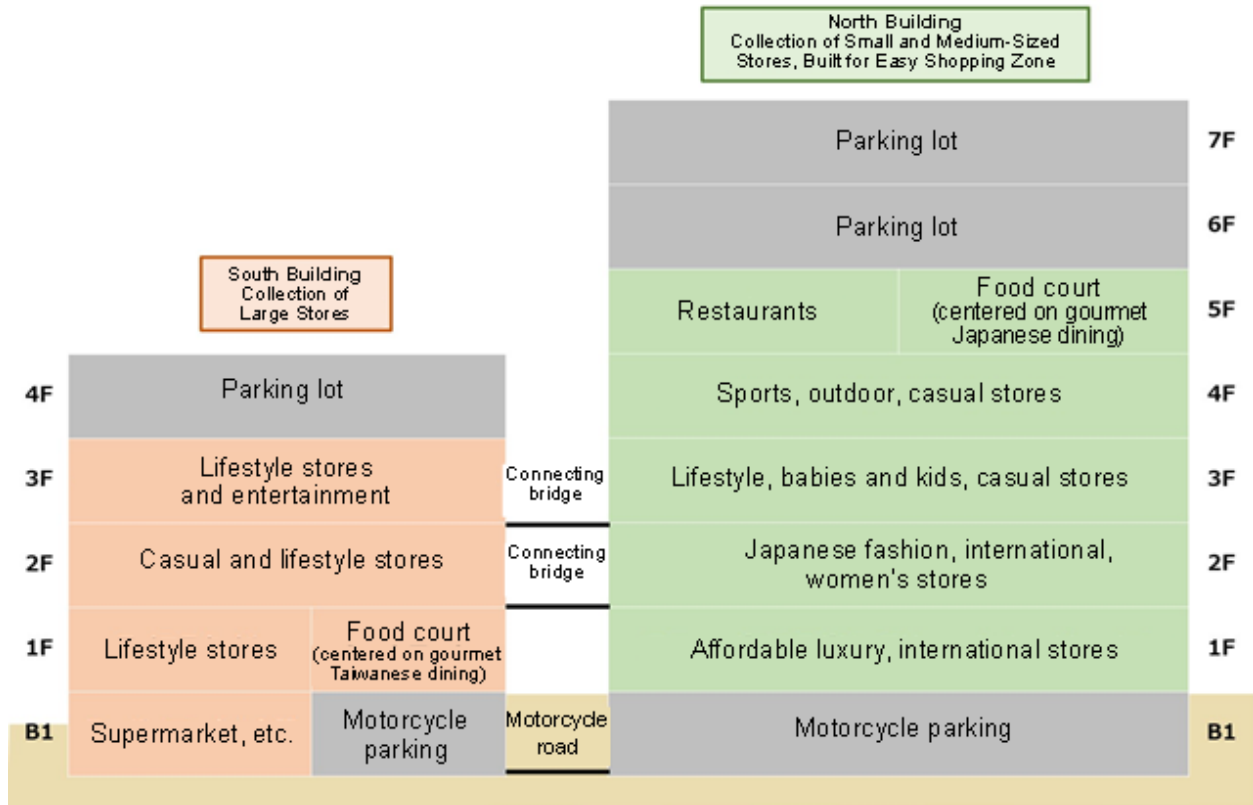 North Building
Collection of Small and Medium-Sized
Stores, Built for Easy Shopping Zone
Parking lot
7F
Parking lot
6F
South Building
Collection of
Large Stores
Restaurants
Food court
(centered on gourmet
Japanese dining)
5F
4F
Parking lot
Sports, outdoor, casual stores
4F
3F
Lifestyle stores
and entertainment
Connecting
bridge
Lifestyle, babies and kids, casual stores
3F
2F
Casual and lifestyle stores
Connecting
bridge
Japanese fashion, international,
women's stores
2F
1F
Lifestyle stores
Food court
(centered on gourmet
Taiwanese dining)
Affordable luxury, international stores
1F
B1
Supermarket, etc.
Motorcycle
parking
Motorcycle
road
Motorcycle parking
B1